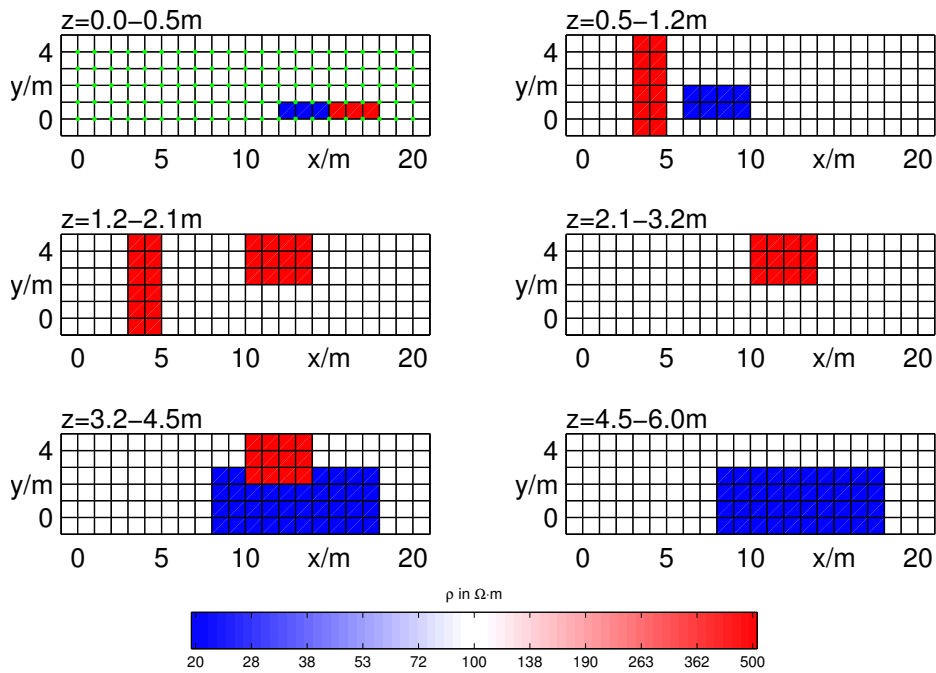 z=0.0−0.5m
z=0.5−1.2m
4
y/m
0
0 5 10 x/m 20
4
y/m
0
0 5 10 x/m 20
z=1.2−2.1m
z=2.1−3.2m
4
y/m
0
0 5 10 x/m 20
4
y/m
0
0 5 10 x/m 20
z=3.2−4.5m
z=4.5−6.0m
4
y/m
0
0 5 10 x/m 20
4
y/m
0
0 5 10 x/m 20
ρ in Ω·m
20 28 38 53 72 100 138 190 263 362 500